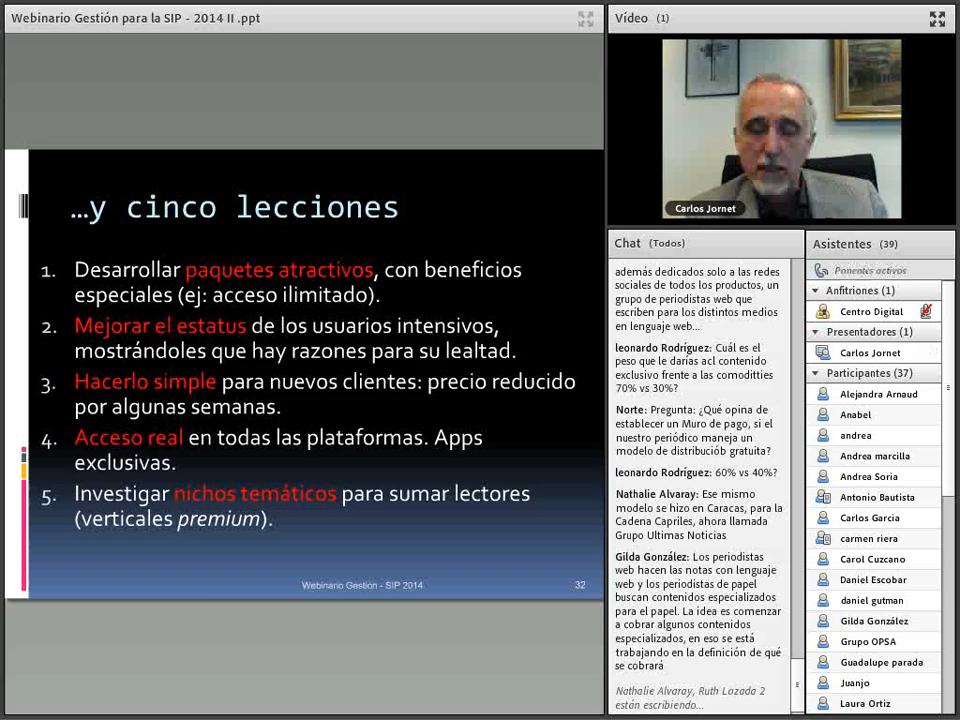 Webinario Gestión para la SIP - 2014 II .ppt
…y cinco lecciones
1. Desarrollar paquetes atractivos, con beneficios
especiales (ej: acceso ilimitado).
2. Mejorar el estatus de los usuarios intensivos,
mostrándoles que hay razones para su lealtad.
3. Hacerlo simple para nuevos clientes: precio reducido
por algunas semanas.
4. Acceso real en todas las plataformas. Apps
exclusivas.
5. Investigar nichos temáticos para sumar lectores
(verticales premium).
Webinario Gestión - SIP 2014
32
Vídeo (1)
Carlos Jornet
Chat (Todos)
además dedicados solo a las redes
sociales de todos los productos, un
grupo de periodistas web que
escriben para los distintos medios
en lenguaje web...
leonardo Rodríguez: Cuál es el
peso que le darías acl contenido
exclusivo frente a las comoditties
70% vs 30%?
Norte: Pregunta: ¿Qué opina de
establecer un Muro de pago, si el
nuestro periódico maneja un
modelo de distribuciób gratuita?
leonardo Rodríguez: 60% vs 40%?
Nathalie Alvaray: Ese mismo
modelo se hizo en Caracas, para la
Cadena Capriles, ahora llamada
Grupo Ultimas Noticias
Gilda González: Los periodistas
web hacen las notas con lenguaje
web y los periodistas de papel
buscan contenidos especializados
para el papel. La idea es comenzar
a cobrar algunos contenidos
especializados, en eso se está
trabajando en la definición de qué
se cobrará
Nathalie Alvaray, Ruth Lozada 2
están escribiendo...
Asistentes (39)
Ponentes activos
Anfitriones (1)
Centro Digital
Presentadores (1)
Carlos Jornet
Participantes (37)
Alejandra Arnaud
Anabel
andrea
Andrea marcilla
Andrea Soria
Antonio Bautista
Carlos Garcia
carmen riera
Carol Cuzcano
Daniel Escobar
daniel gutman
Gilda González
Grupo OPSA
Guadalupe parada
Juanjo
Laura Ortiz